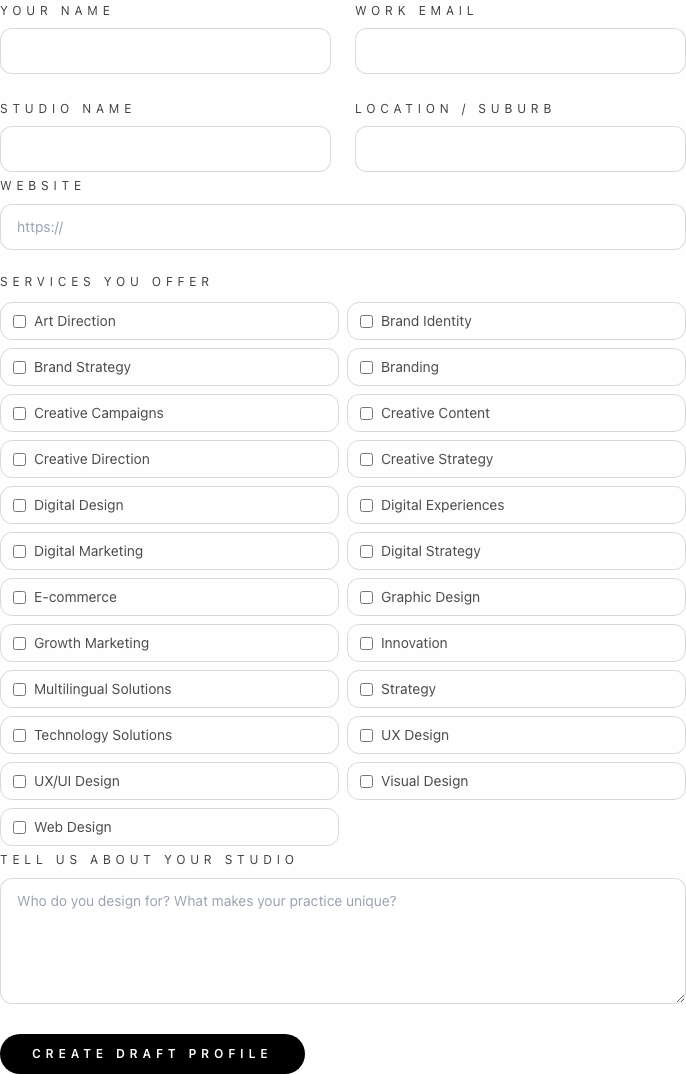 YOUR NAME
WORK EMAIL
STUDIO NAME
LOCATION / SUBURB
WEBSITE
https://
SERVICES YOU OFFER
Art Direction
Brand Identity
Brand Strategy
Branding
Creative Campaigns
Creative Content
Creative Direction
Creative Strategy
Digital Design
Digital Experiences
Digital Marketing
Digital Strategy
E-commerce
Graphic Design
Growth Marketing
Innovation
Multilingual Solutions
Strategy
Technology Solutions
UX Design
UX/UI Design
Visual Design
Web Design
TELL US ABOUT YOUR STUDIO
Who do you design for? What makes your practice unique?
CREATE DRAFT PROFILE